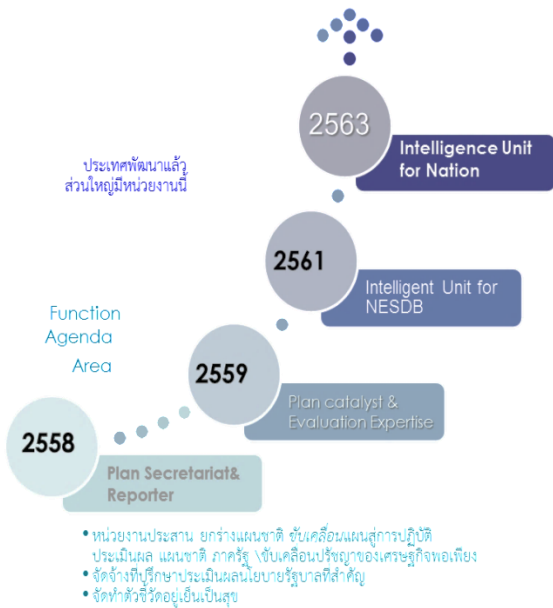 2563
Intelligence Unit
for Nation
ประเทศพัฒนาแล้ว
ส่วนใหญ่มีหน่วยงานนี้
2561
Intelligent Unit for
NESDB
Function
Agenda
Area
2559
Plan catalyst &
Evaluation Expertise
2558
Plan Secretariat&
Reporter
• หน่วยงานประสาน ยกร่างแผนชาติ ขับเคลื่อนแผนสู่การปฏิบัติ
ประเมินผล แผนชาติ ภาครัฐ \ขับเคลื่อนปรัชญาของเศรษฐกิจพอเพียง
• จัดจ้างที่ปรึกษาประเมินผลนโยบายรัฐบาลที่สำคัญ
• จัดทำตัวชี้วัดอยู่เย็นเป็นสุข